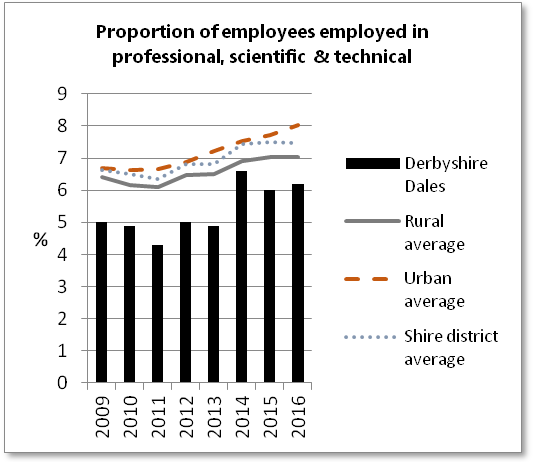 Proportion of employees employed in
professional, scientific & technical
9
8
7
6
5
4
3
2
1
0
%
2009
2010
2011
2012
2013
2014
2015
2016
Derbyshire
Dales
Rural
average
Urban
average
Shire district
average